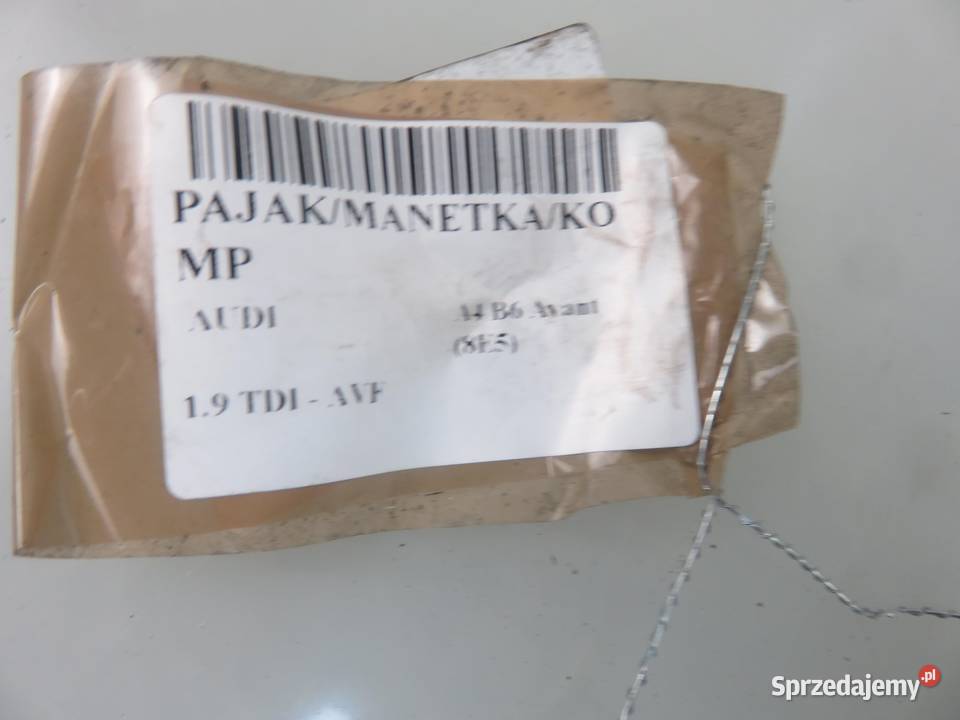 PAJAK/MANETKA/KO
MP
AUDI A4 B6 Avant
(8E5)
1.9 TDI - AVF
Sprzedajemy.pl